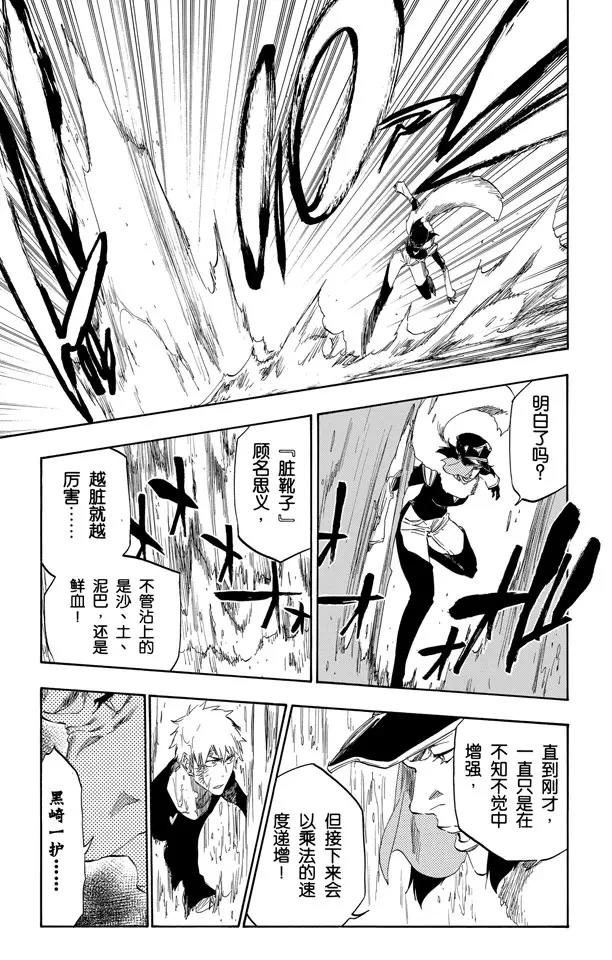 明白了吗？
『脏靴子』
顾名思义，
越脏就越
厉害……
不管沾上的
是沙、土、
泥巴，还是
鲜血！
直到刚才，
一直只是在
不知不觉中
增强，
但接下来会
以乘法的速
度递增！
黑崎一护……